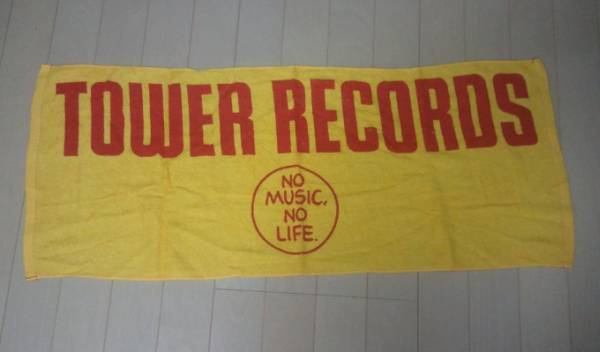 TOWER RECORDS
NO
MUSIC,
NO
LIFE.